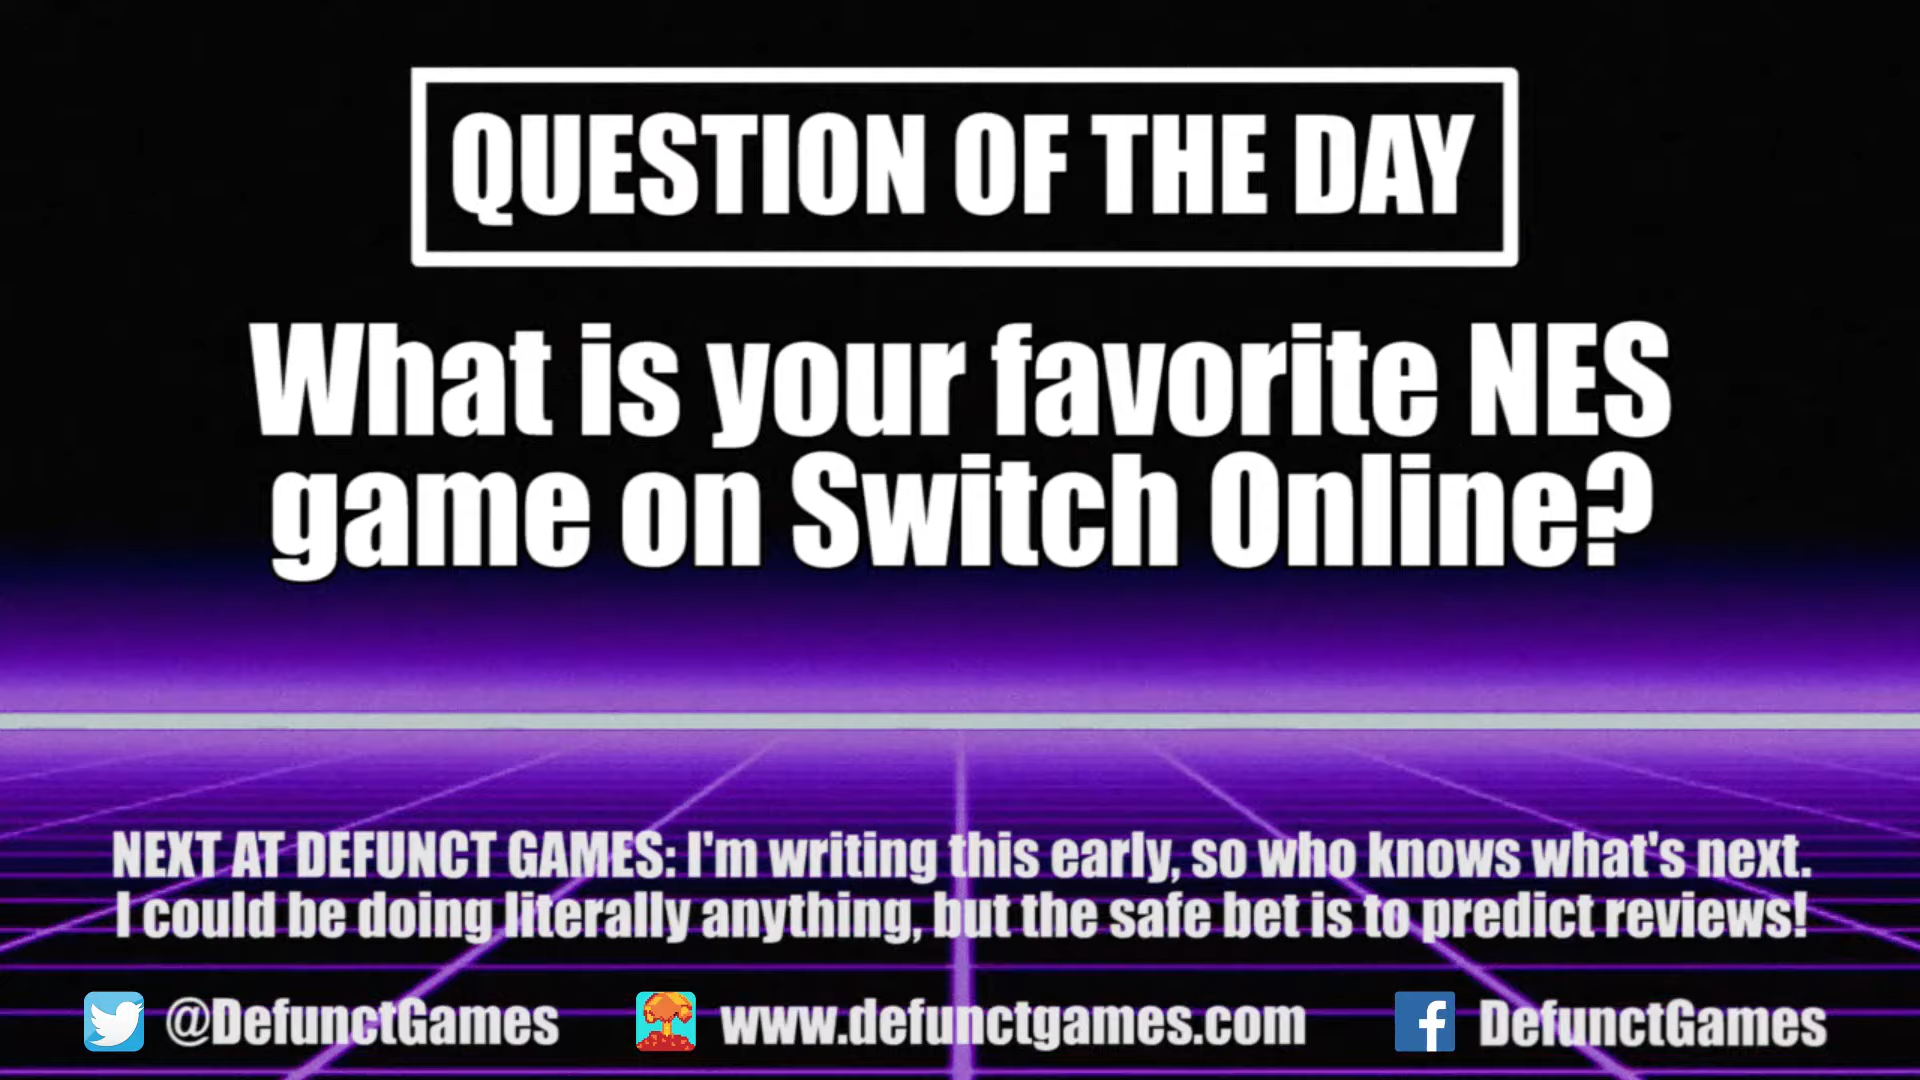 QUESTION OF THE DAY
What is your favorite NES
game on Switch Online?
NEXT AT DEFUNCT GAMES: I'm writing this early, so who knows what's next.
I could be doing literally anything, but the safe bet is to predict reviews!
@DefunctGames www.defunctgames.com DefunctGames